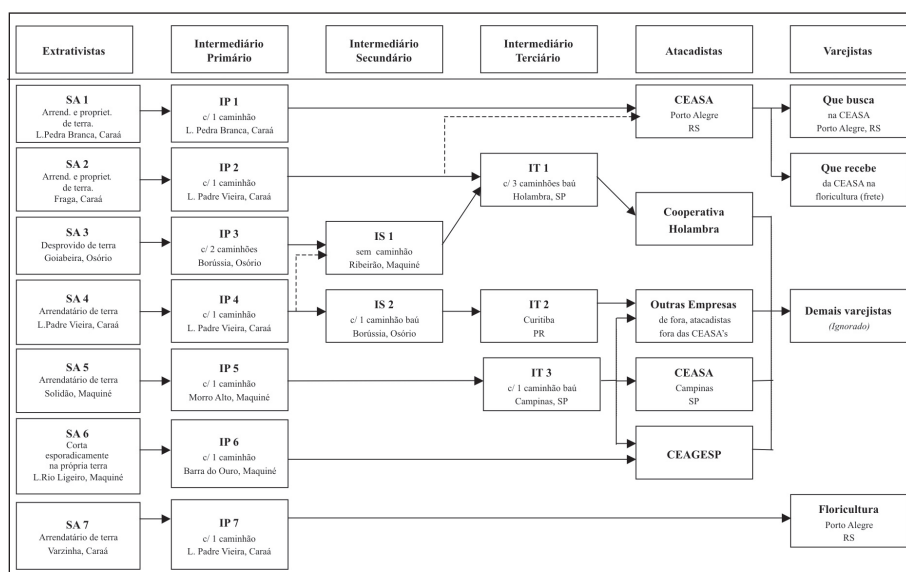 Extrativistas
Intermediário
Primário
Intermediário
Secundário
Intermediário
Terciário
Atacadistas
Varejistas
SA 1
Arrend. e propriet.
de terra.
L.Pedra Branca, Caraá
IP 1
c/ 1 caminhão
L. Pedra Branca, Caraá
CEASA
Porto Alegre
RS
Que busca
na CEASA
Porto Alegre, RS
SA 2
Arrend. e propriet.
de terra.
Fraga, Caraá
IP 2
c/ 1 caminhão
L. Padre Vieira, Caraá
IT 1
c/ 3 caminhões baú
Holambra, SP
Que recebe
da CEASA na
floricultura (frete)
Cooperativa
Holambra
SA 3
Desprovido de terra
Goiabeira, Osório
IP 3
c/ 2 caminhões
Borússia, Osório
IS 1
sem caminhão
Ribeirão, Maquiné
SA 4
Arrendatário de terra
L.Padre Vieira, Caraá
IP 4
c/ 1 caminhão
L. Padre Vieira, Caraá
IS 2
c/ 1 caminhão baú
Borússia, Osório
IT 2
Curitiba
PR
Outras Empresas
de fora, atacadistas
fora das CEASA's
Demais varejistas
(Ignorado)
SA 5
Arrendatário de terra
Solidão, Maquiné
IP 5
c/ 1 caminhão
Morro Alto, Maquiné
IT 3
c/ 1 caminhão baú
Campinas, SP
CEASA
Campinas
SP
SA 6
Corta
esporadicamente
na própria terra
L.Rio Ligeiro, Maquiné
IP 6
c/ 1 caminhão
Barra do Ouro, Maquiné
CEAGESP
SA 7
Arrendatário de terra
Varzinha, Caraá
IP 7
c/ 1 caminhão
L. Padre Vieira, Caraá
Floricultura
Porto Alegre
RS